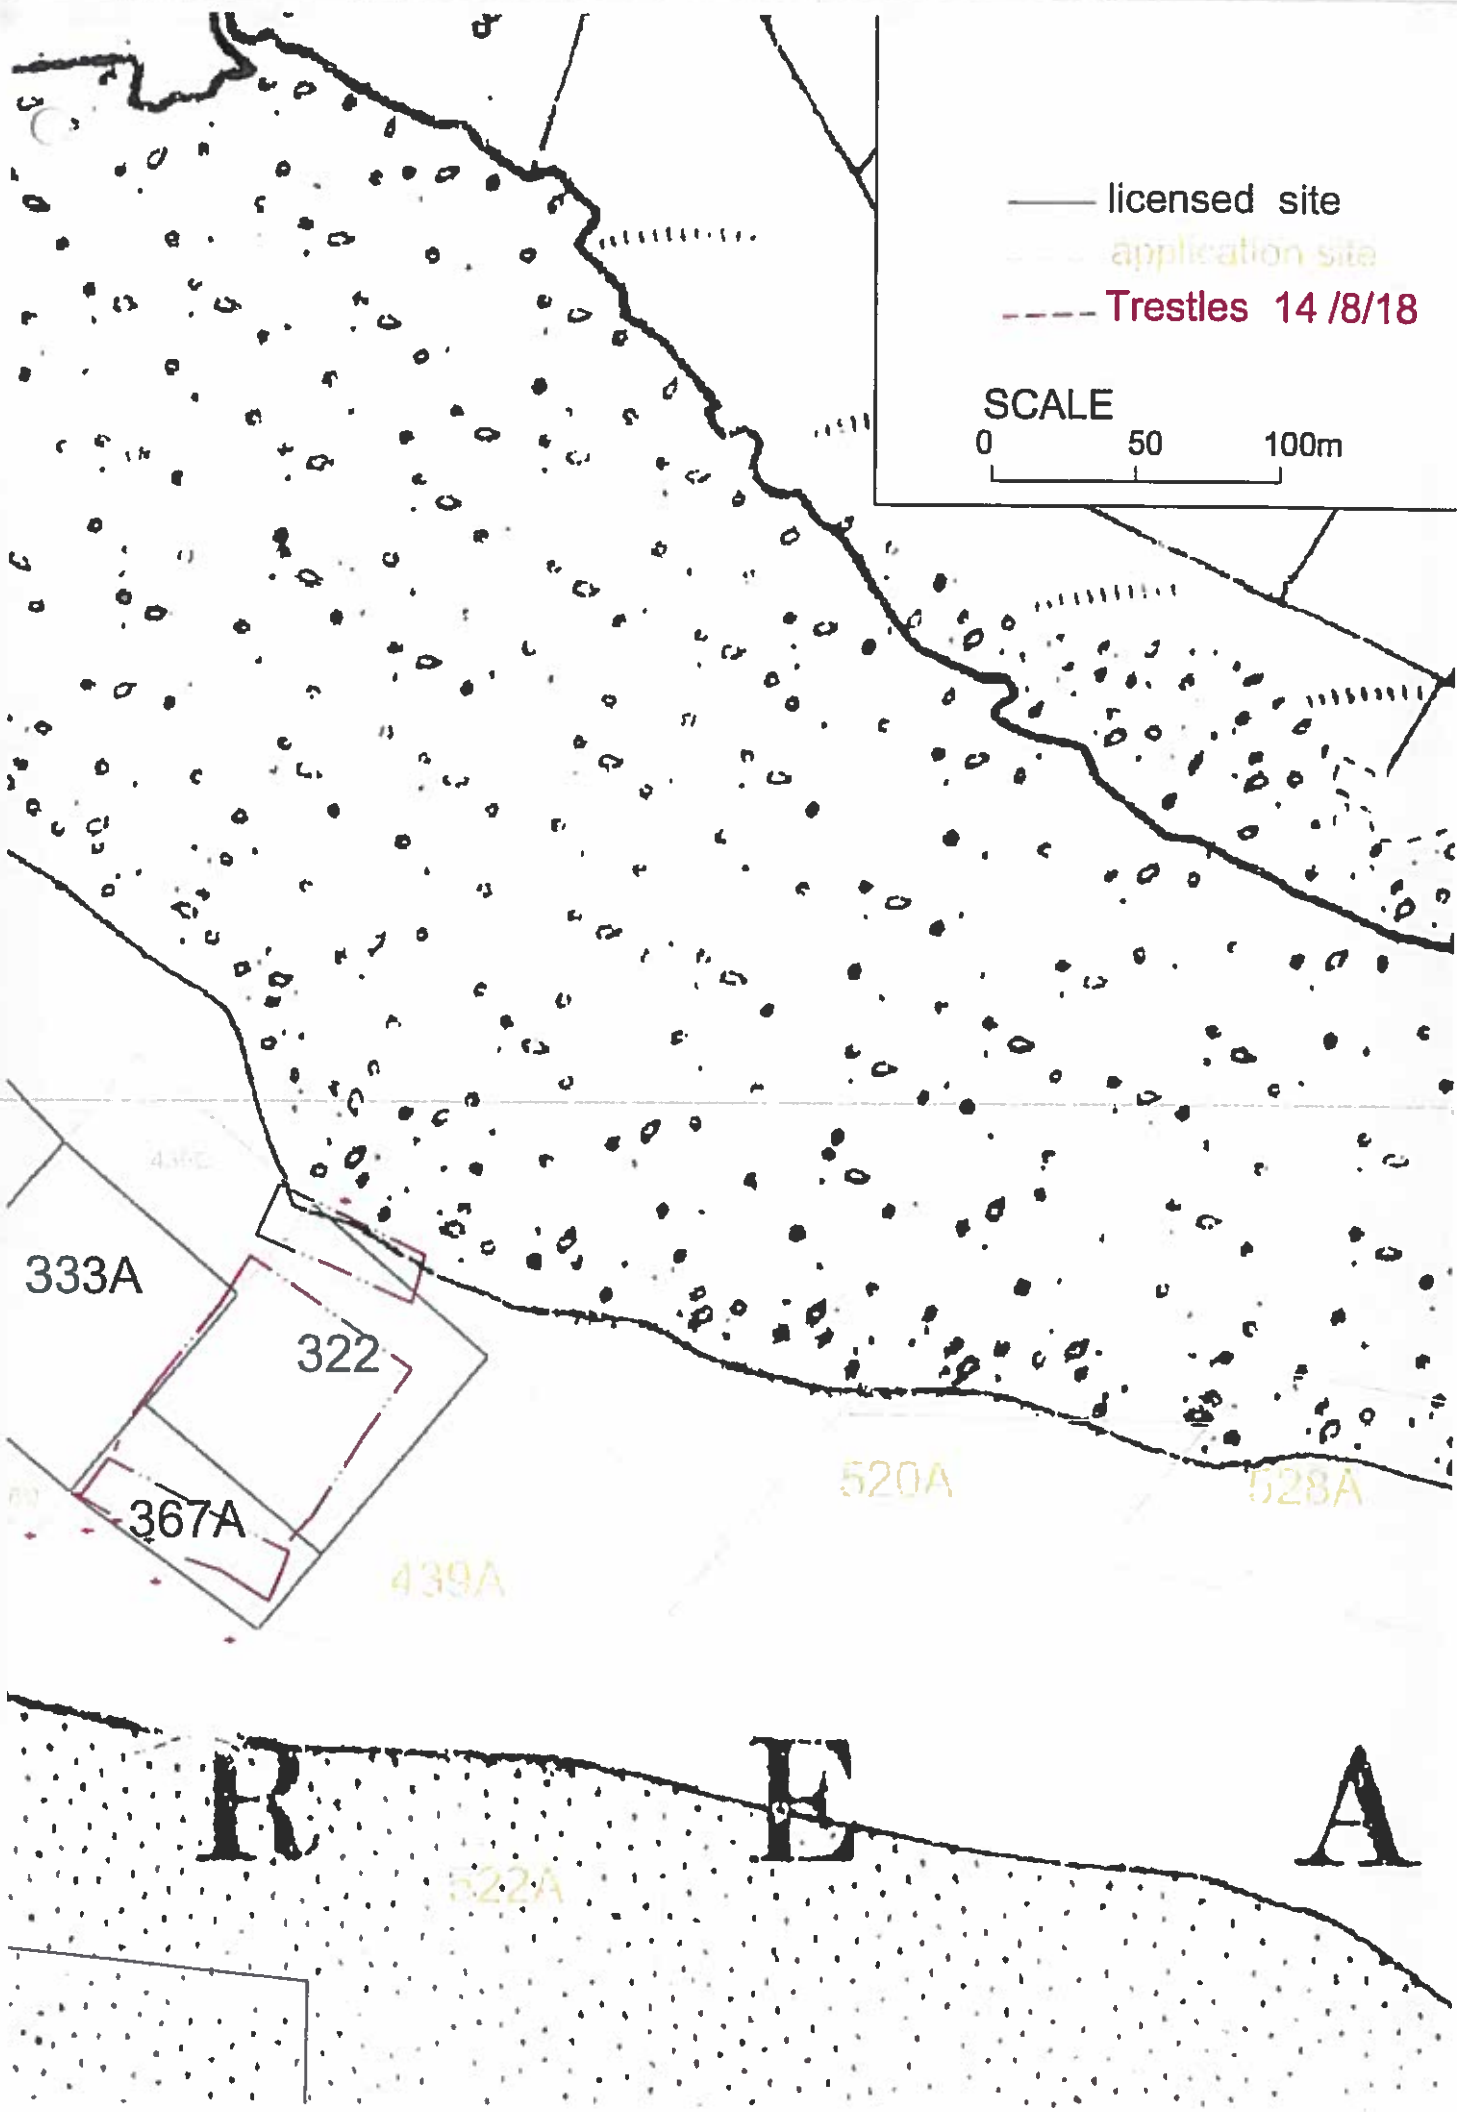 licensed site
application site
Trestles 14 /8/18
SCALE
0 50 100m
333A
322
367A
520A
528A
439A
R E A
522A